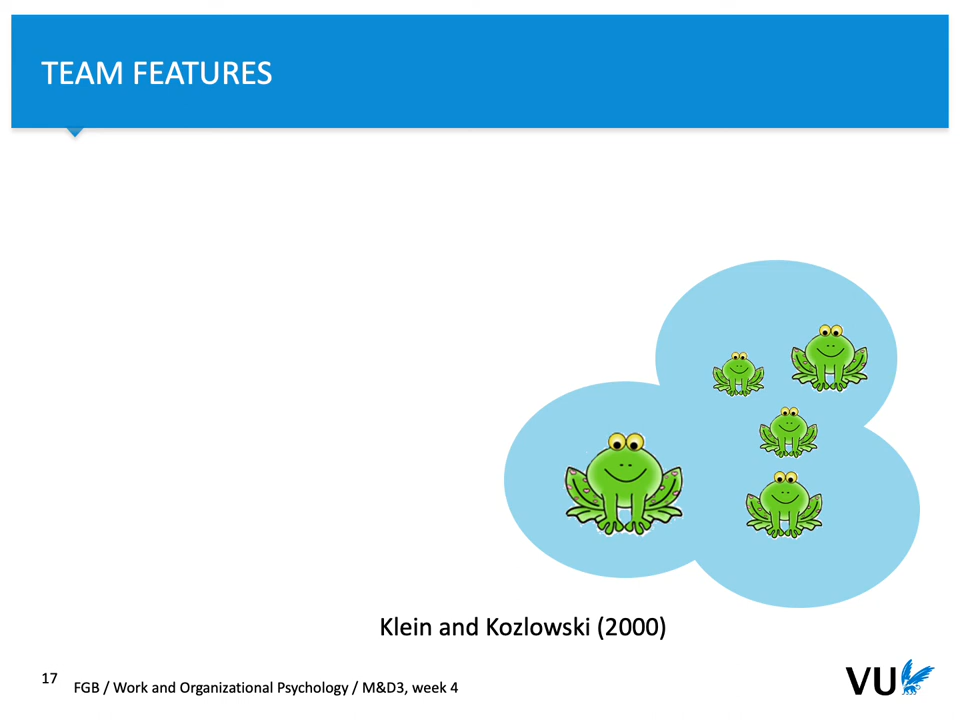 TEAM FEATURES
Klein and Kozlowski (2000)
17
FGB / Work and Organizational Psychology / M&D3, week 4
VU